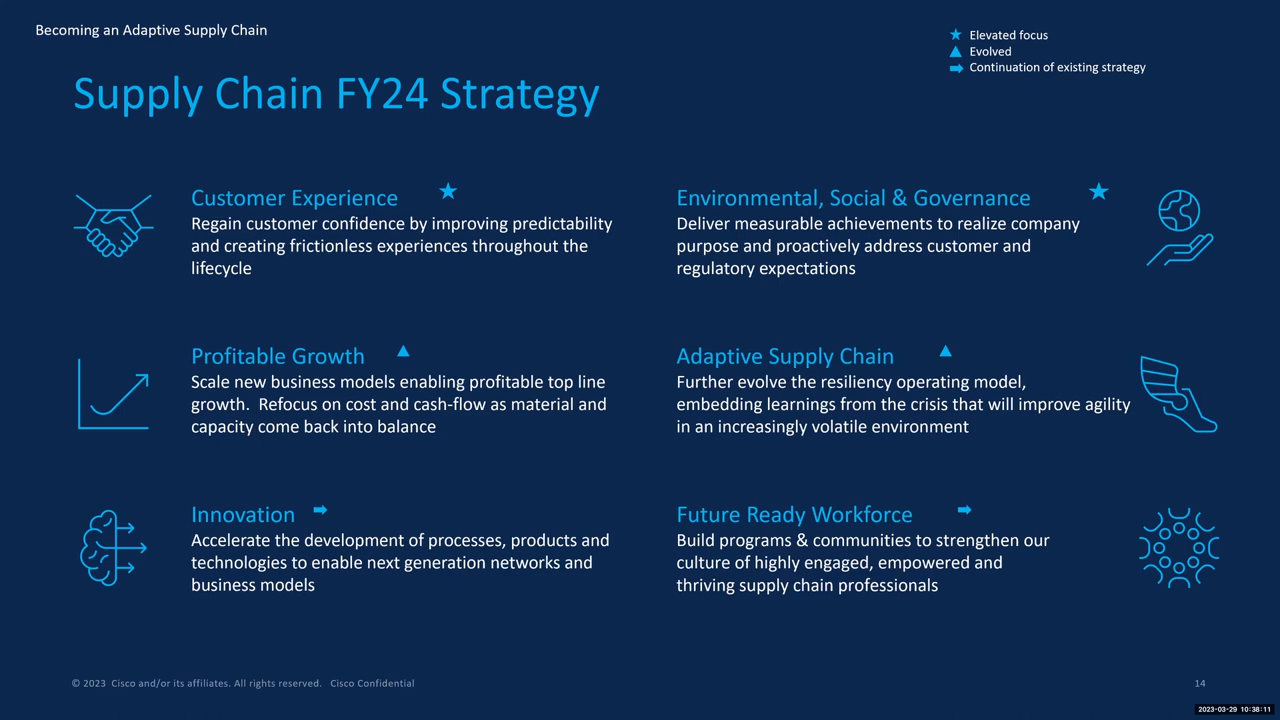 Becoming an Adaptive Supply Chain
Elevated focus
Evolved
Continuation of existing strategy
Supply Chain FY24 Strategy
Customer Experience
Regain customer confidence by improving predictability
and creating frictionless experiences throughout the
lifecycle
Environmental, Social & Governance
Deliver measurable achievements to realize company
purpose and proactively address customer and
regulatory expectations
Profitable Growth
Scale new business models enabling profitable top line
growth.  Refocus on cost and cash-flow as material and
capacity come back into balance
Adaptive Supply Chain
Further evolve the resiliency operating model,
embedding learnings from the crisis that will improve agility
in an increasingly volatile environment
Innovation
Accelerate the development of processes, products and
technologies to enable next generation networks and
business models
Future Ready Workforce
Build programs & communities to strengthen our
culture of highly engaged, empowered and
thriving supply chain professionals
© 2023  Cisco and/or its affiliates. All rights reserved.   Cisco Confidential
14
2023-03-29 10:38:11